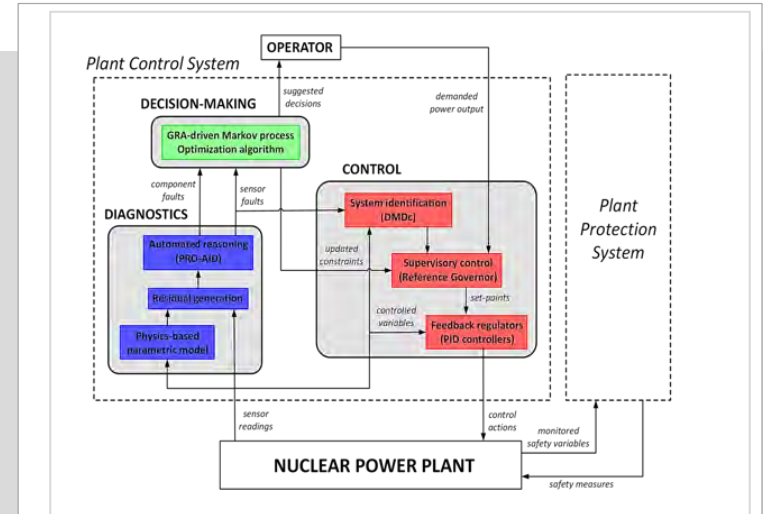 OPERATOR
Plant Control System
suggested
decisions
demanded
power output
DECISION-MAKING
GRA-driven Markov process
Optimization algorithm
CONTROL
component
faults
sensor
faults
System identification
(DMDc)
Plant
Protection
System
DIAGNOSTICS
Automated reasoning
(PRO-AID)
updated
constraints
Supervisory control
(Reference Governor)
Residual generation
set-points
controlled
variables
Feedback regulators
(PID controllers)
Physics-based
parametric model
sensor
readings
control
actions
monitored
safety variables
NUCLEAR POWER PLANT
safety measures